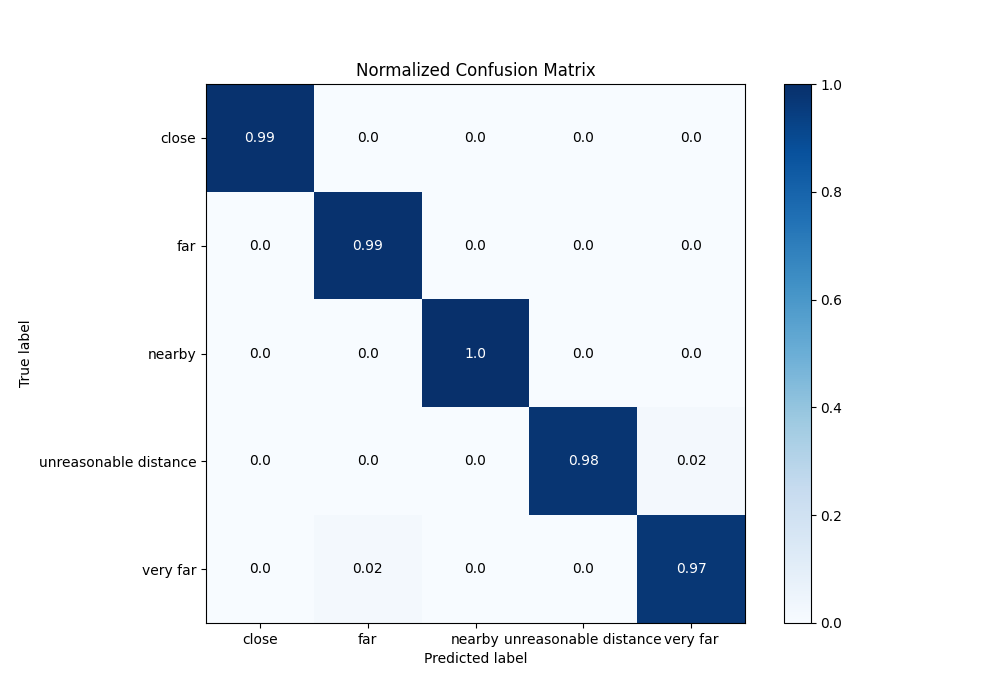 Normalized Confusion Matrix
close 0.99 0.0 0.0 0.0 0.0
far 0.0 0.99 0.0 0.0 0.0
nearby 0.0 0.0 1.0 0.0 0.0
unreasonable distance 0.0 0.0 0.0 0.98 0.02
very far 0.0 0.02 0.0 0.0 0.97
True label
close far nearby unreasonable distance very far
Predicted label
1.0
0.8
0.6
0.4
0.2
0.0